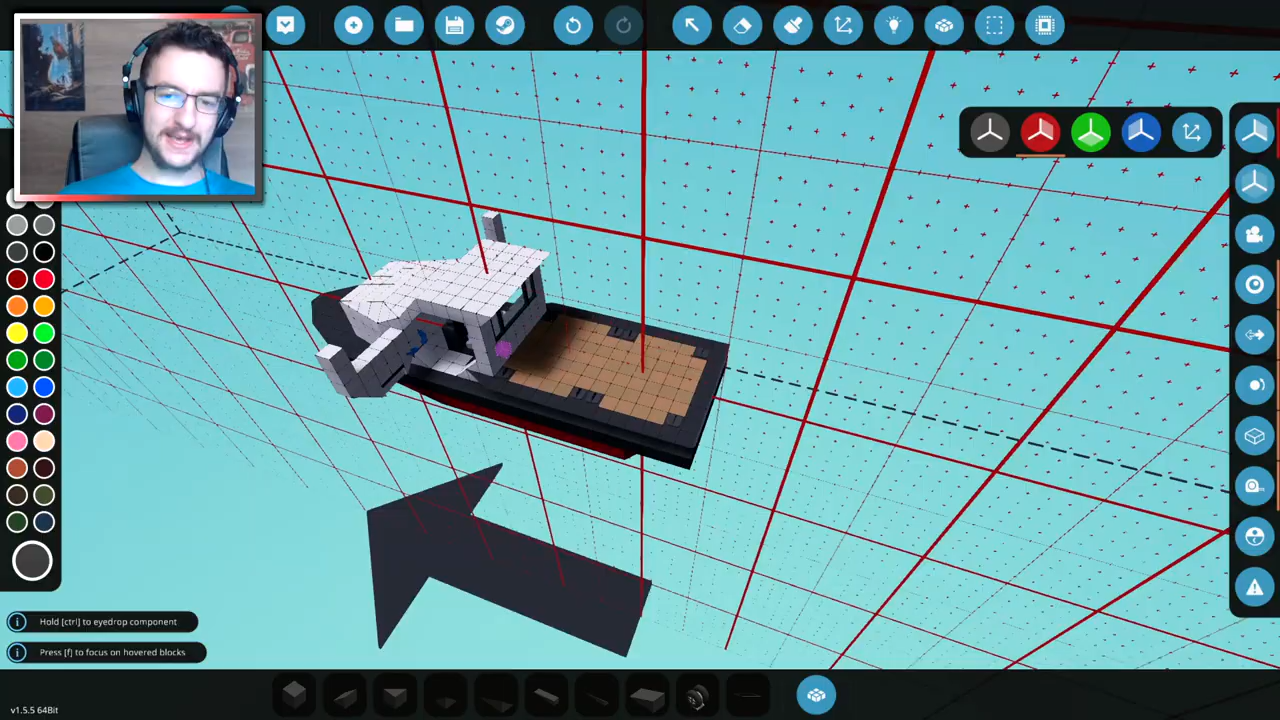 Hold [ctrl] to eyedrop component
Press [f] to focus on hovered blocks
v1.5.5 64Bit